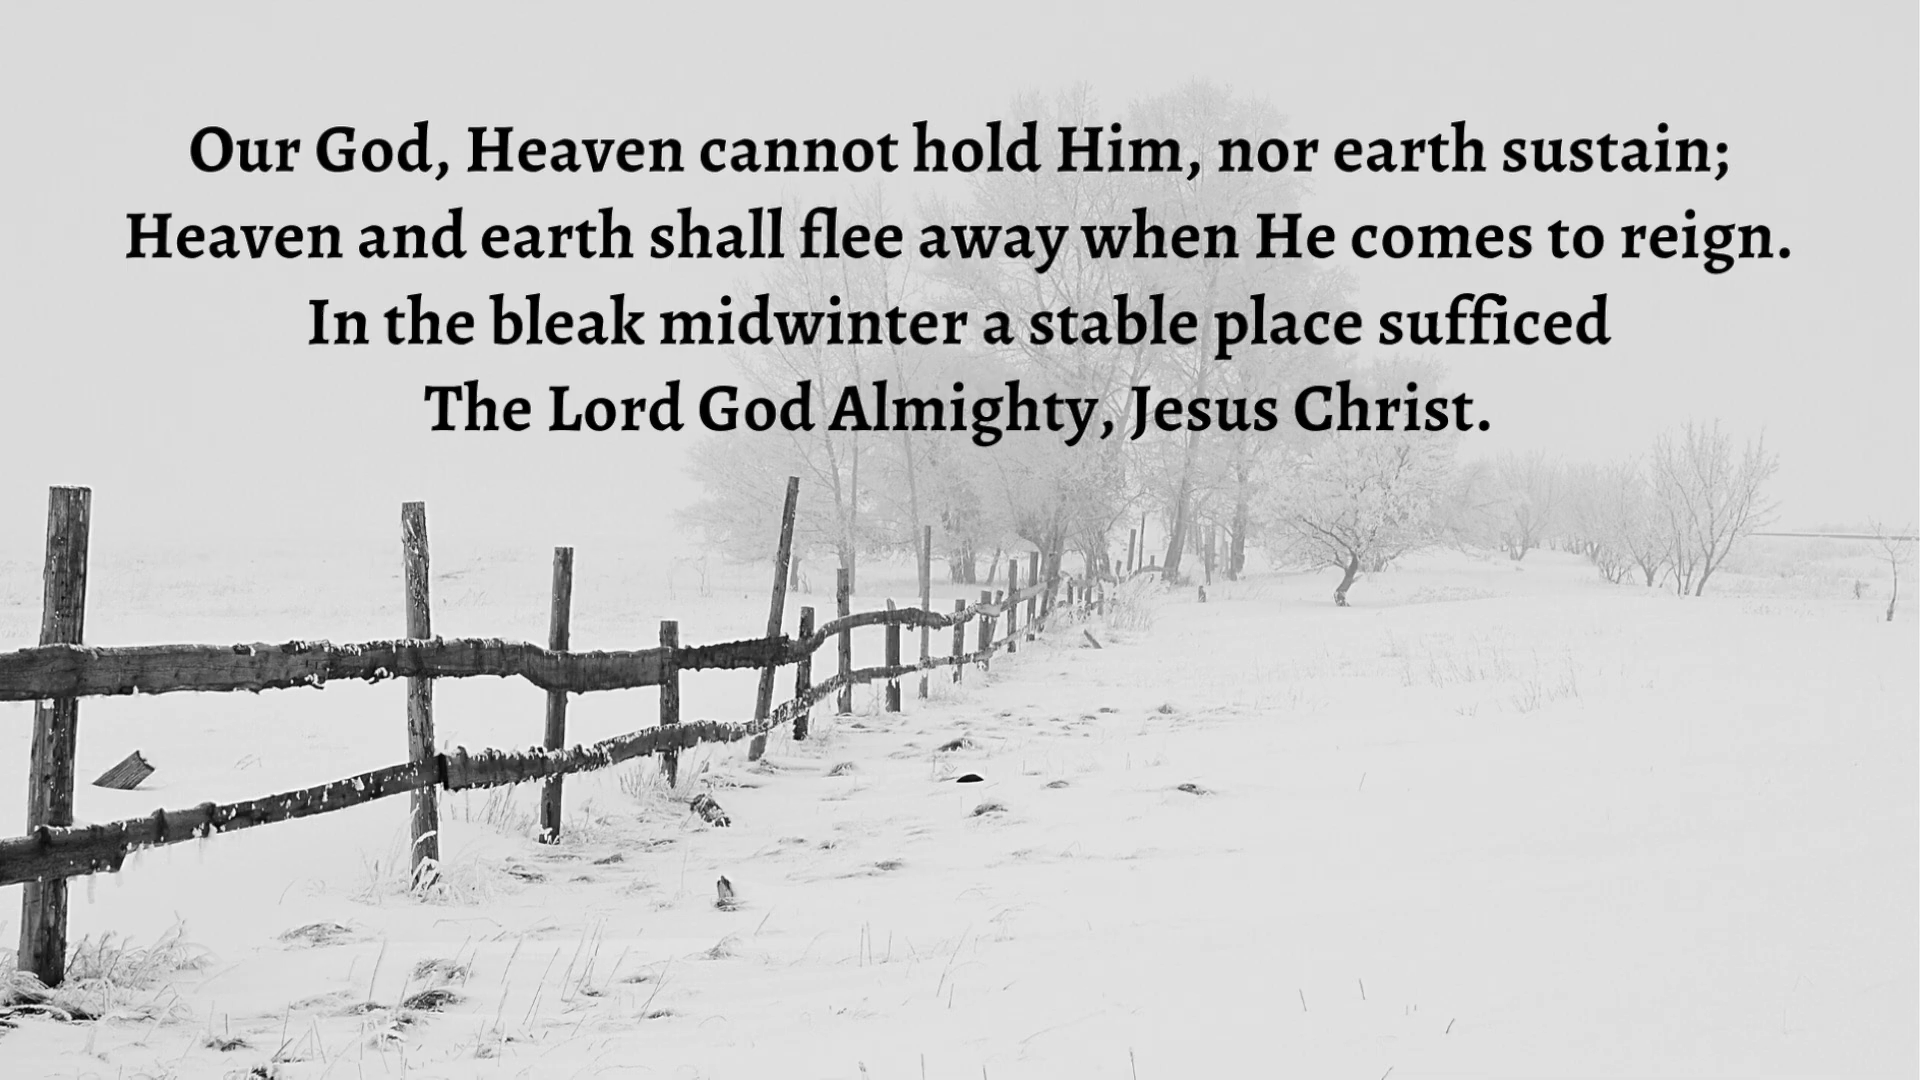 Our God, Heaven cannot hold Him, nor earth sustain;
Heaven and earth shall flee away when He comes to reign.
In the bleak midwinter a stable place sufficed
The Lord God Almighty, Jesus Christ.